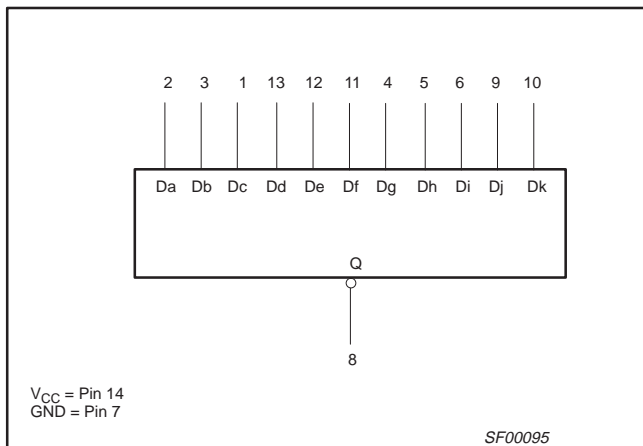 2 3 1 13 12 11 4 5 6 9 10
Da Db Dc Dd De Df Dg Dh Di Dj Dk
Q
8
VCC = Pin 14
GND = Pin 7
SF00095